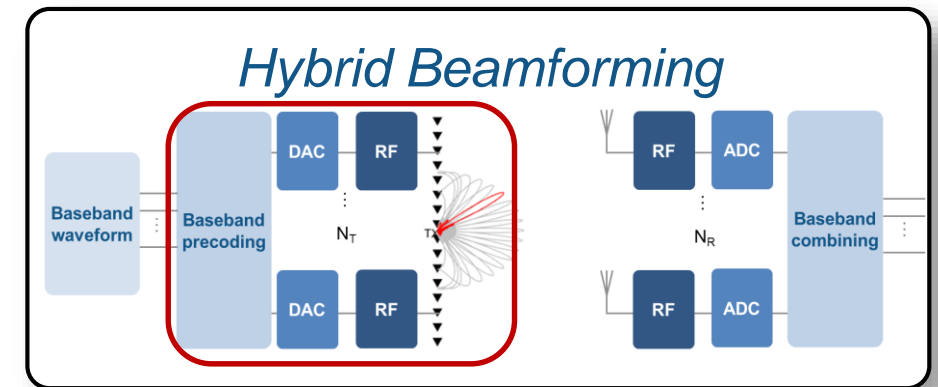 Hybrid Beamforming
Baseband
waveform
Baseband
precoding
DAC
RF
N_T
DAC
RF
TX
RF
ADC
N_R
RF
ADC
Baseband
combining